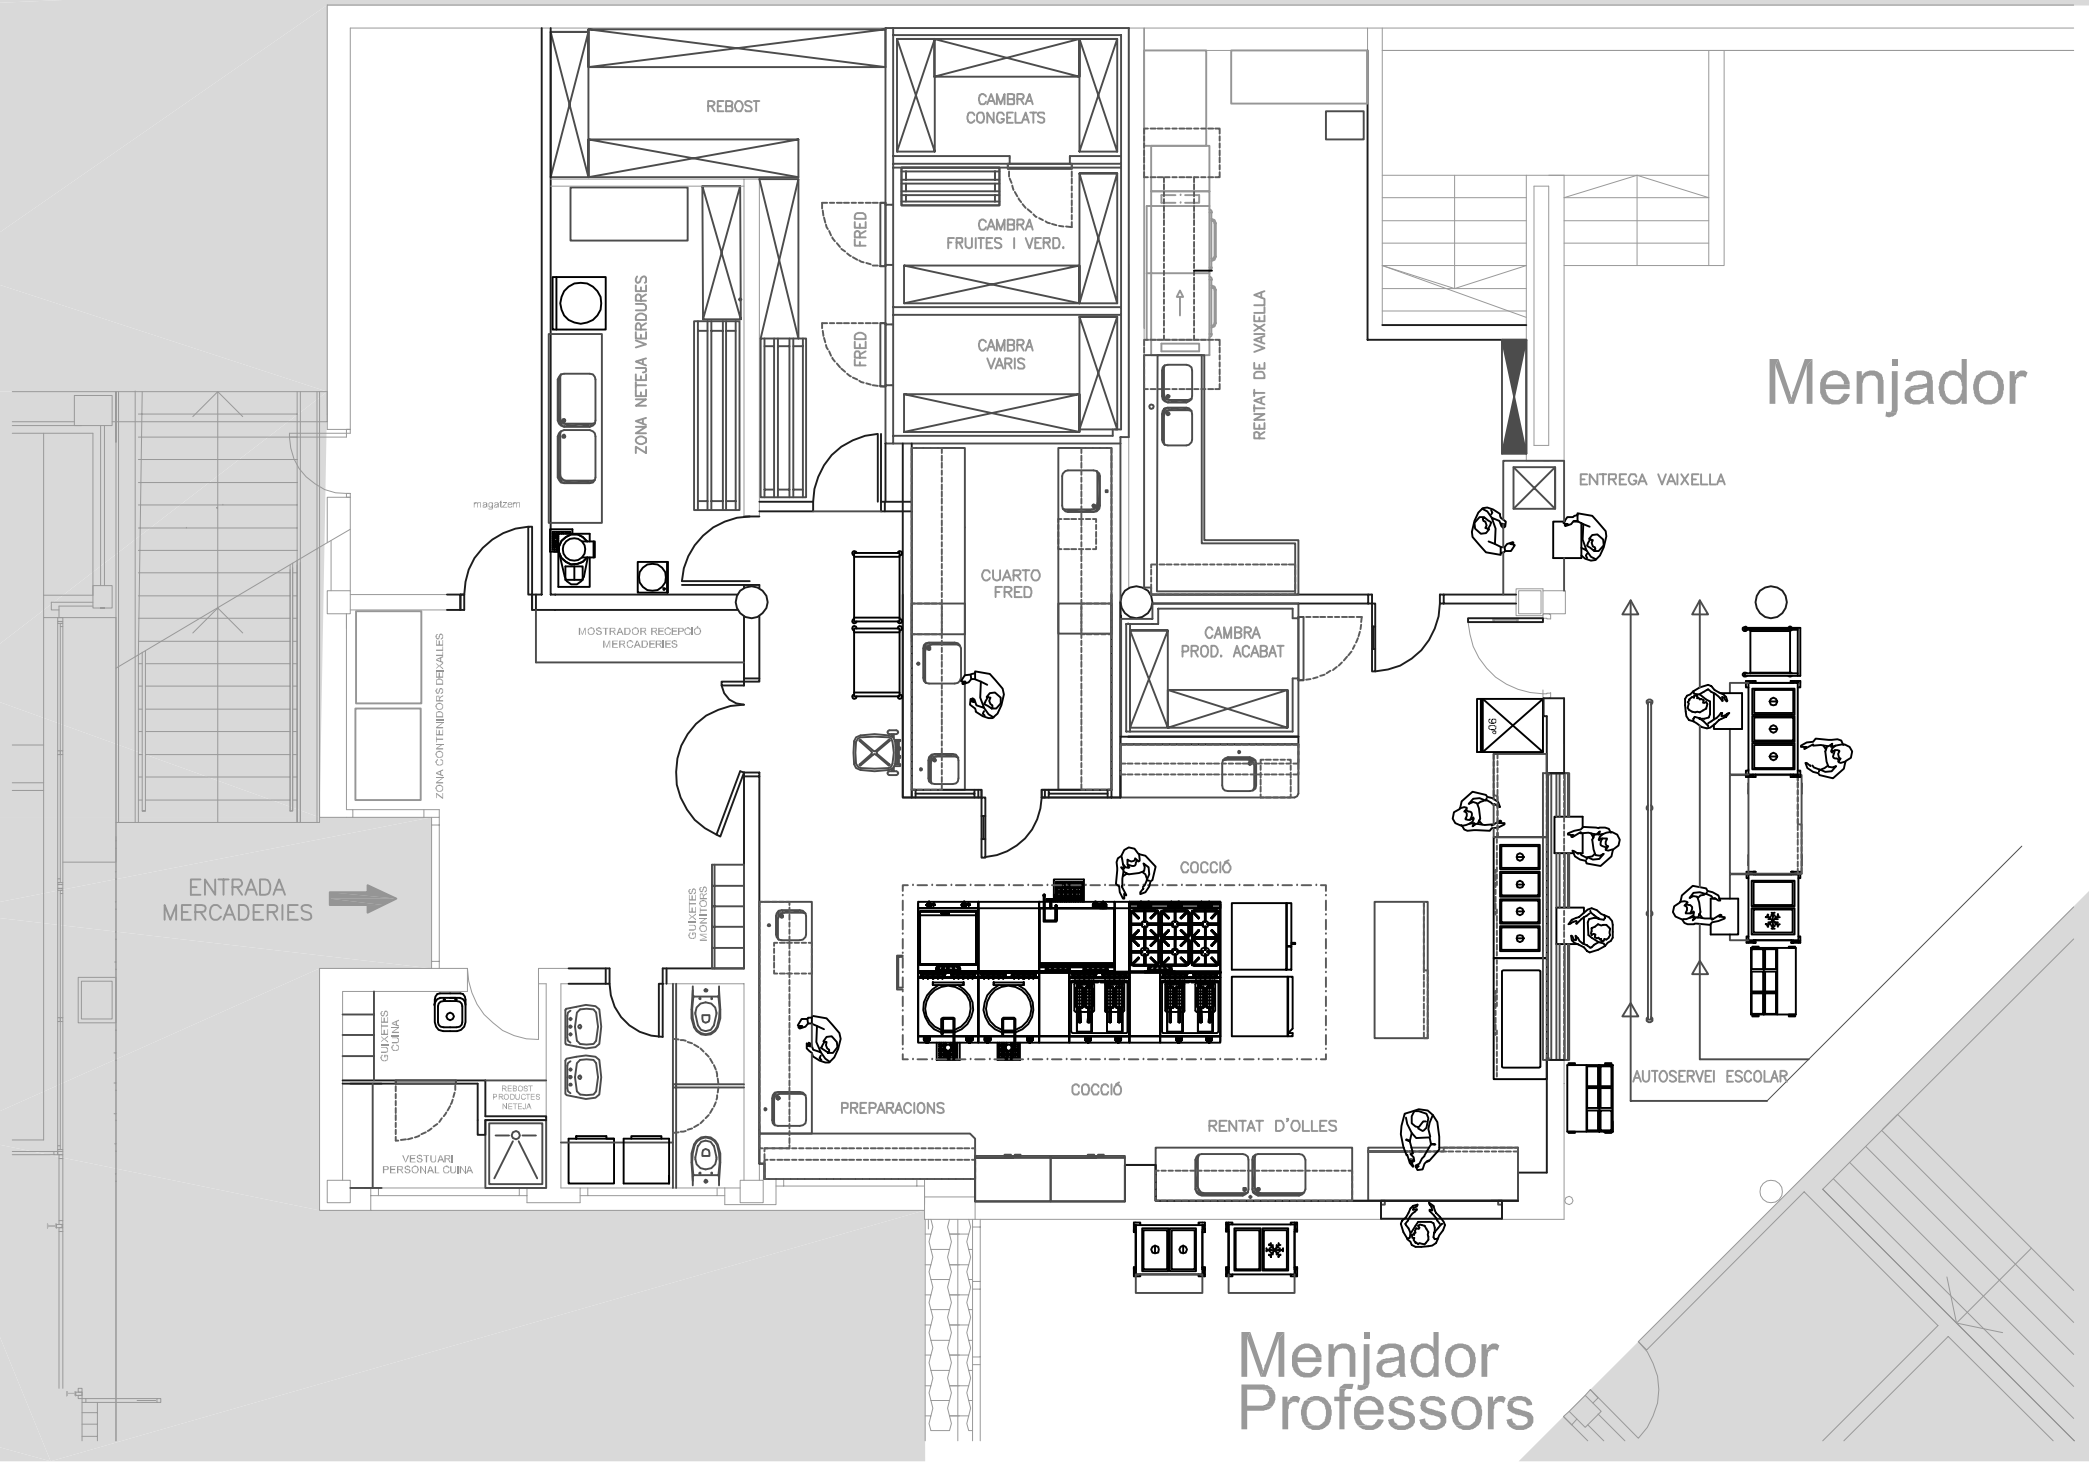 REBOST
CAMBRA
CONGELATS
FRED
CAMBRA
FRUITES I VERD.
ZONA NETEJA VERDURES
FRED
CAMBRA
VARIS
RENTAT DE VAIXELLA
Menjador
ENTREGA VAIXELLA
magatzem
CUARTO
FRED
MOSTRADOR RECEPCIÓ
MERCADERIES
CAMBRA
PROD. ACABAT
ZONA CONTENIDORS DEIXALLES
90º
ENTRADA
MERCADERIES
GUIXETES
MONITORS
COCCIÓ
GUIXETES
CUINA
REBOST
PRODUCTES
NETEJA
VESTUARI
PERSONAL CUINA
PREPARACIONS
COCCIÓ
RENTAT D'OLLES
AUTOSERVEI ESCOLAR
Menjador
Professors